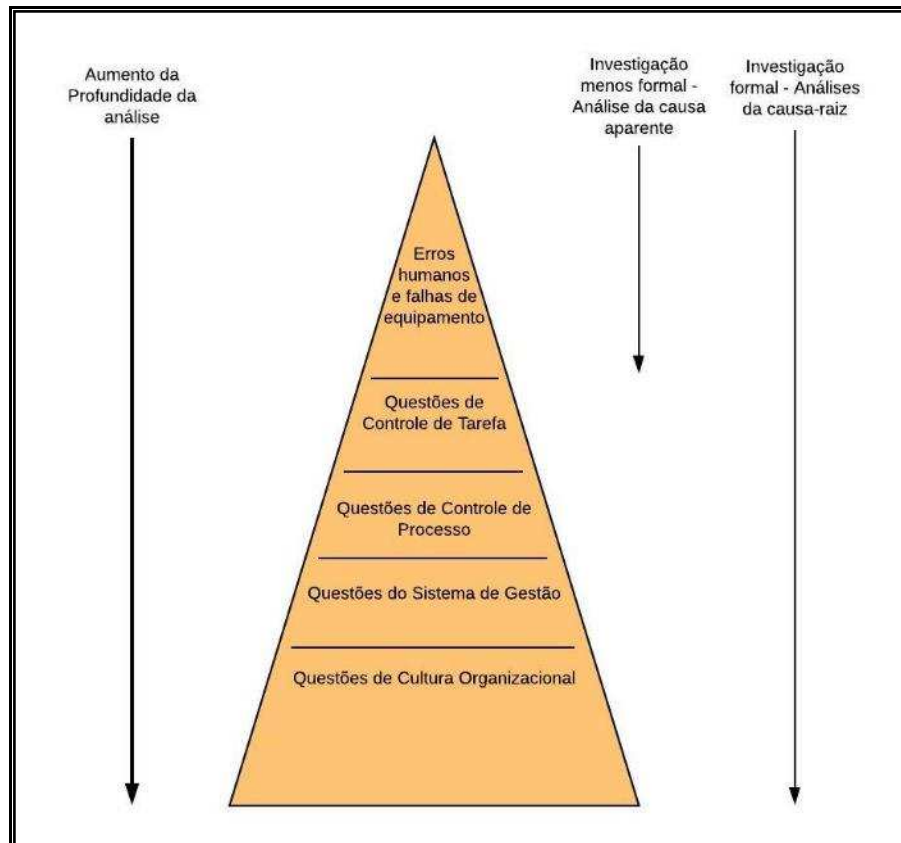 Aumento da
Profundidade da
análise
Investigação
menos formal -
Análise da causa
aparente
Investigação
formal - Análises
da causa-raiz
Erros
humanos
e falhas de
equipamento
Questões de
Controle de Tarefa
Questões de Controle de
Processo
Questões do Sistema de Gestão
Questões de Cultura Organizacional